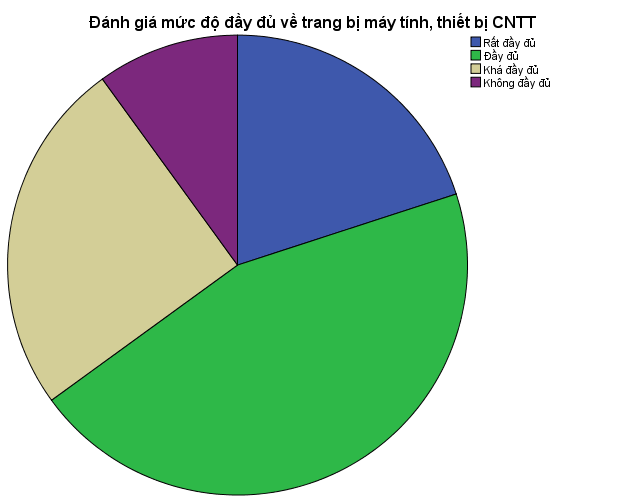 Đánh giá mức độ đầy đủ về trang bị máy tính, thiết bị CNTT
Rất đầy đủ
Đầy đủ
Khá đầy đủ
Không đầy đủ